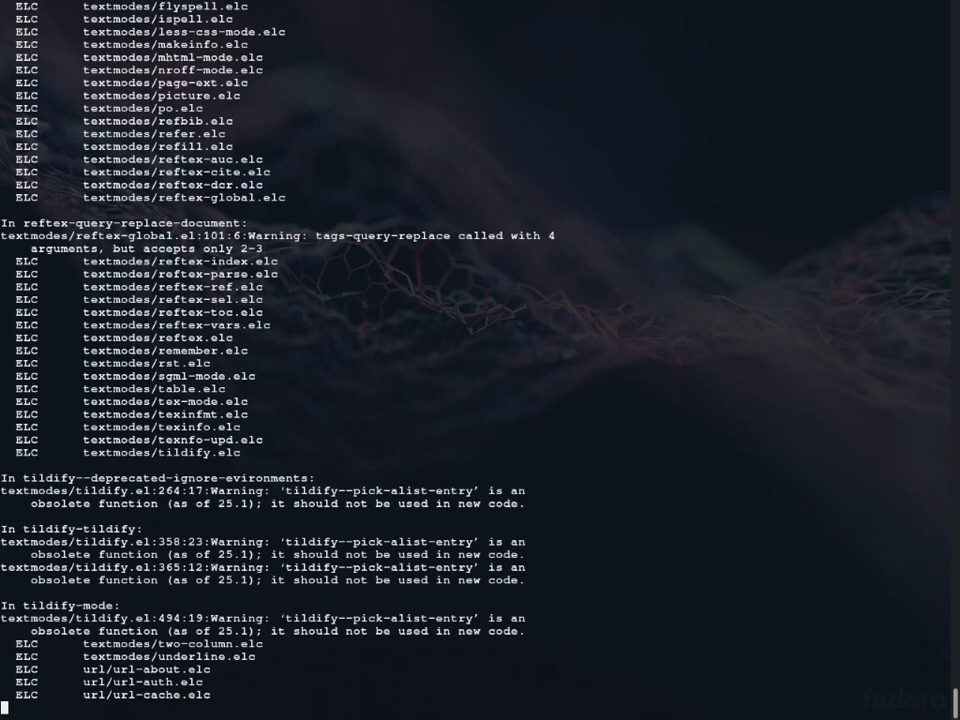 ELC textmodes/flyspell.elc
ELC textmodes/ispell.elc
ELC textmodes/less-css-mode.elc
ELC textmodes/makeinfo.elc
ELC textmodes/mhtml-mode.elc
ELC textmodes/nroff-mode.elc
ELC textmodes/page-ext.elc
ELC textmodes/picture.elc
ELC textmodes/po.elc
ELC textmodes/refbib.elc
ELC textmodes/refer.elc
ELC textmodes/refill.elc
ELC textmodes/reftex-auc.elc
ELC textmodes/reftex-cite.elc
ELC textmodes/reftex-dcr.elc
ELC textmodes/reftex-global.elc
In reftex-query-replace-document:
textmodes/reftex-global.el:101:6:Warning: tags-query-replace called with 4
arguments, but accepts only 2-3
ELC textmodes/reftex-index.elc
ELC textmodes/reftex-parse.elc
ELC textmodes/reftex-ref.elc
ELC textmodes/reftex-sel.elc
ELC textmodes/reftex-toc.elc
ELC textmodes/reftex-vars.elc
ELC textmodes/reftex.elc
ELC textmodes/remember.elc
ELC textmodes/rst.elc
ELC textmodes/sgml-mode.elc
ELC textmodes/table.elc
ELC textmodes/tex-mode.elc
ELC textmodes/texinfmt.elc
ELC textmodes/texinfo.elc
ELC textmodes/texnfo-upd.elc
ELC textmodes/tildify.elc
In tildify--deprecated-ignore-evironments:
textmodes/tildify.el:264:17:Warning: ‘tildify--pick-alist-entry’ is an
obsolete function (as of 25.1); it should not be used in new code.
In tildify-tildify:
textmodes/tildify.el:358:23:Warning: ‘tildify--pick-alist-entry’ is an
obsolete function (as of 25.1); it should not be used in new code.
textmodes/tildify.el:365:12:Warning: ‘tildify--pick-alist-entry’ is an
obsolete function (as of 25.1); it should not be used in new code.
In tildify-mode:
textmodes/tildify.el:494:19:Warning: ‘tildify--pick-alist-entry’ is an
obsolete function (as of 25.1); it should not be used in new code.
ELC textmodes/two-column.elc
ELC textmodes/underline.elc
ELC url/url-about.elc
ELC url/url-auth.elc
ELC url/url-cache.elc
fedora